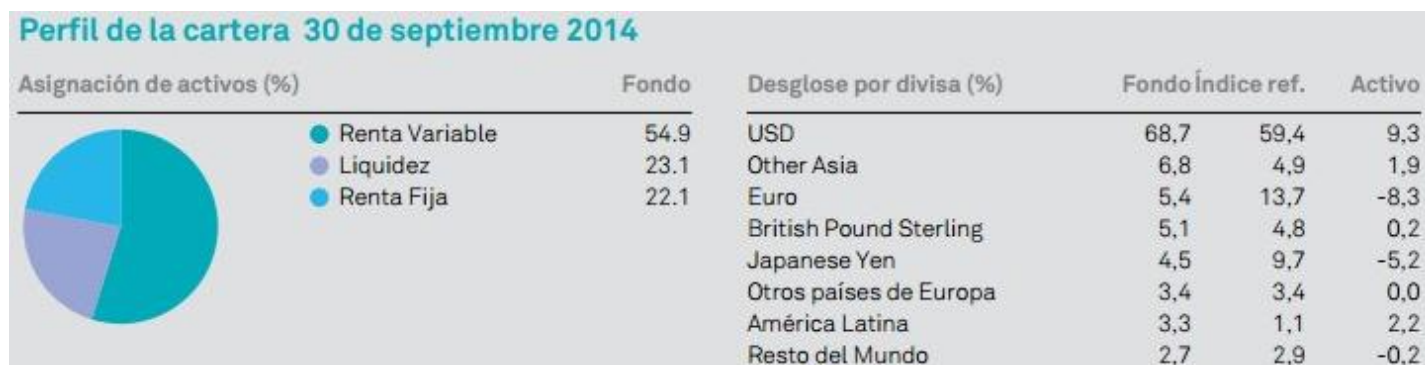 Perfil de la cartera 30 de septiembre 2014
Asignación de activos (%) Fondo
Renta Variable 54.9
Liquidez 23.1
Renta Fija 22.1
Desglose por divisa (%) Fondo Índice ref. Activo
USD 68,7 59,4 9,3
Other Asia 6,8 4,9 1,9
Euro 5,4 13,7 -8,3
British Pound Sterling 5,1 4,8 0,2
Japanese Yen 4,5 9,7 -5,2
Otros países de Europa 3,4 3,4 0,0
América Latina 3,3 1,1 2,2
Resto del Mundo 2,7 2,9 -0,2